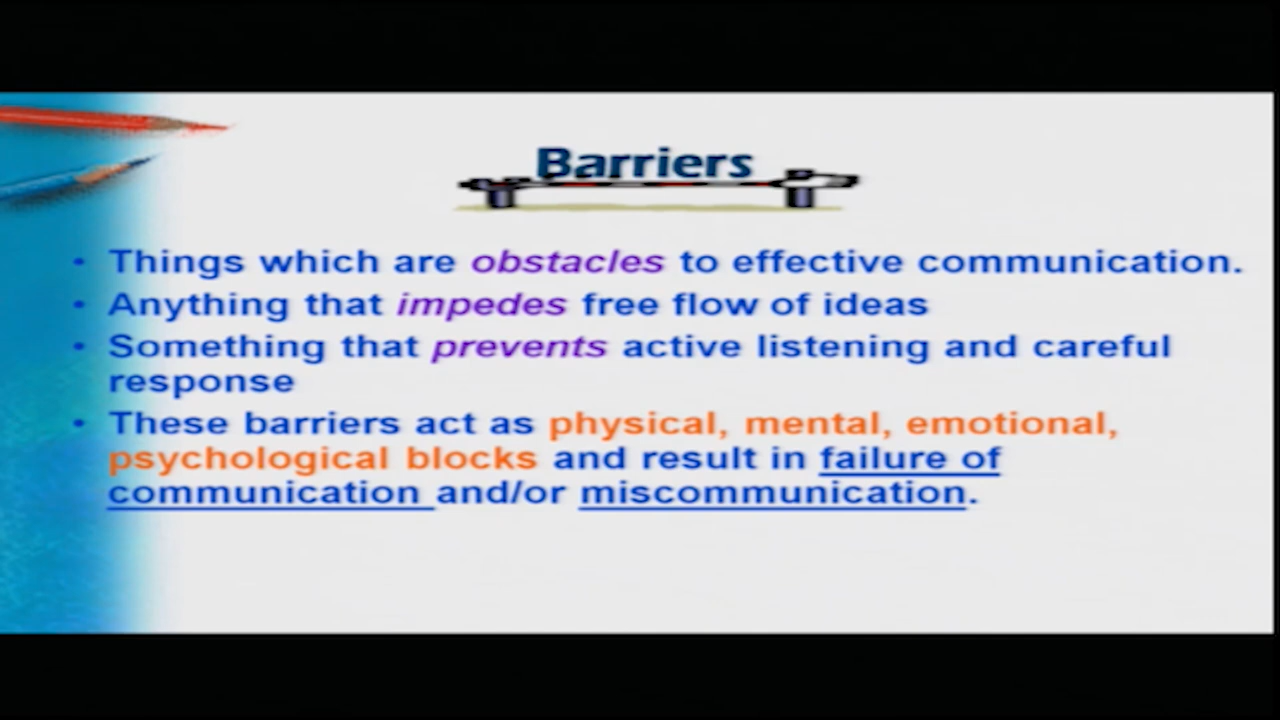 Barriers
• Things which are obstacles to effective communication.
• Anything that impedes free flow of ideas
• Something that prevents active listening and careful
response
• These barriers act as physical, mental, emotional,
psychological blocks and result in failure of
communication and/or miscommunication.